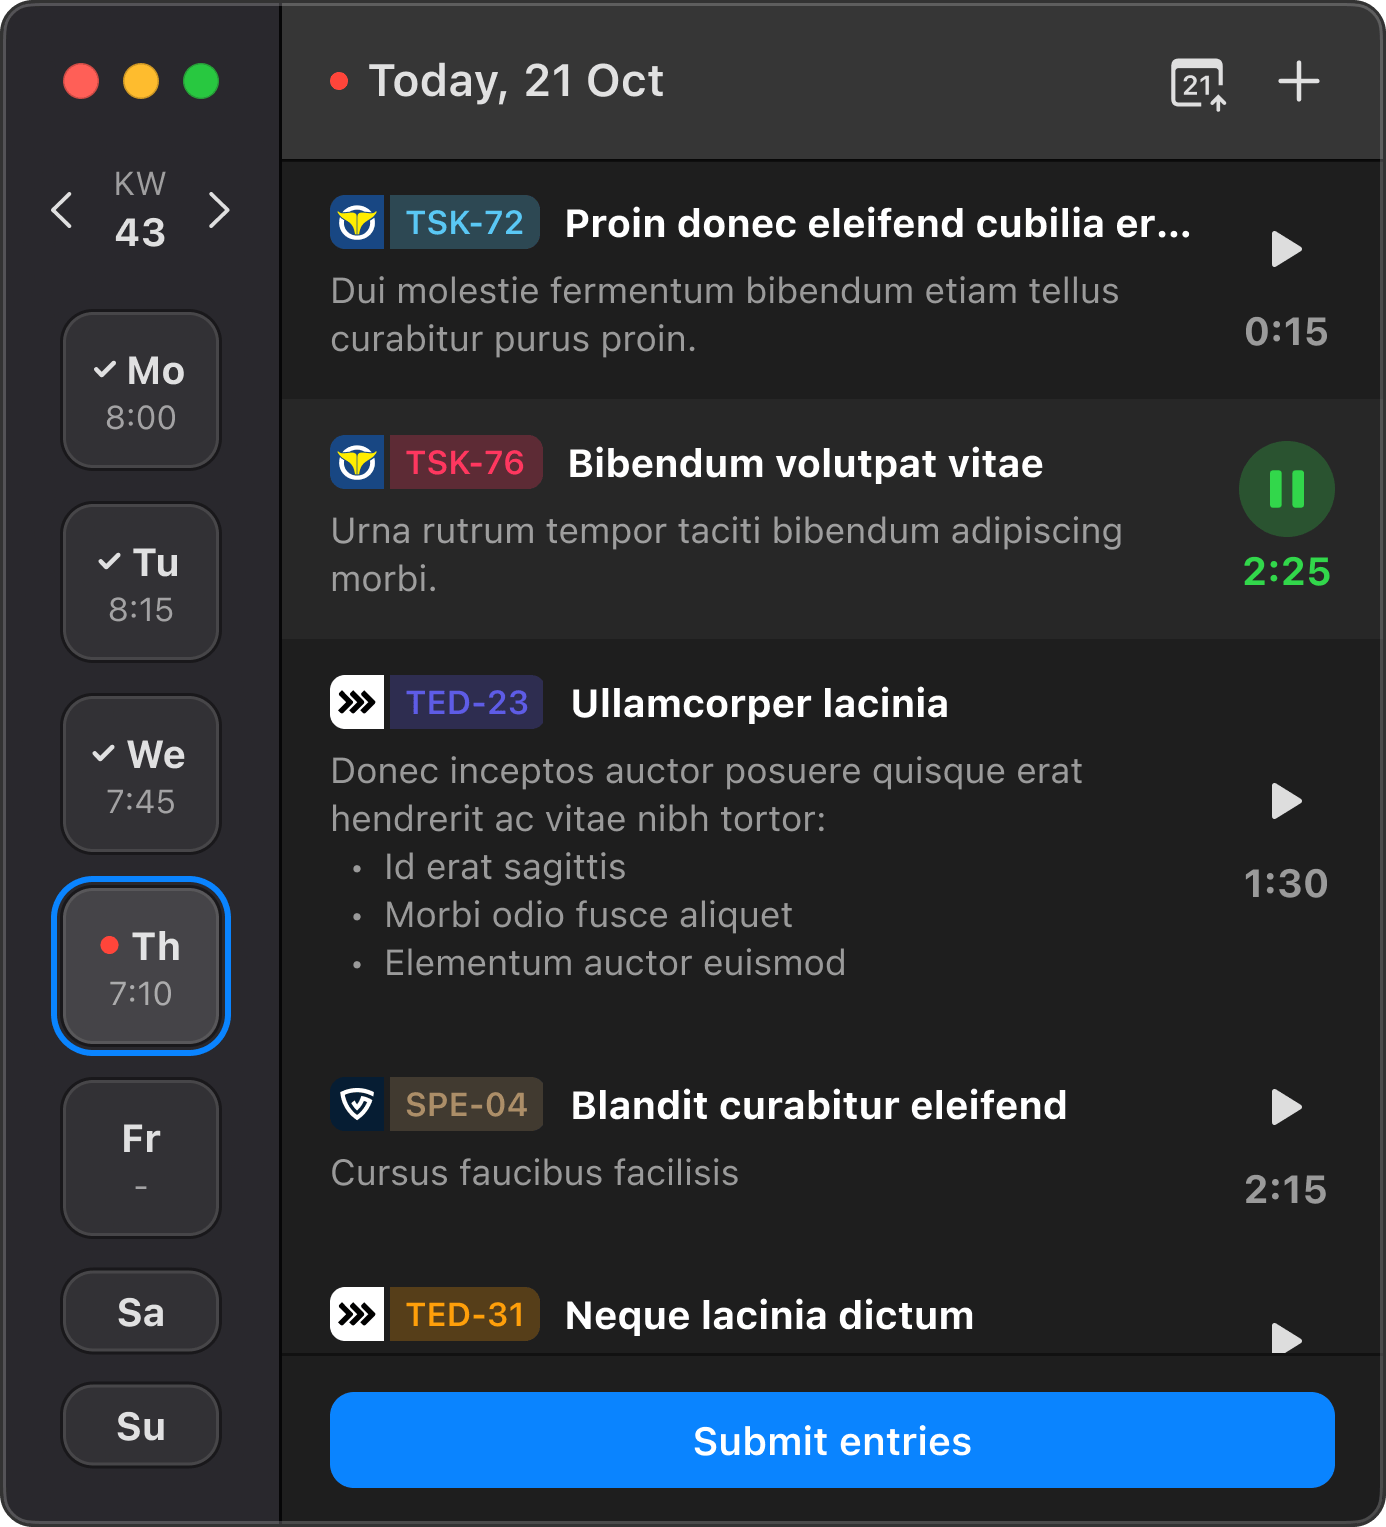 Today, 21 Oct
21
KW
43
Mo
8:00
Tu
8:15
We
7:45
Th
7:10
Fr
-
Sa
Su
TSK-72 Proin donec eleifend cubilia er...
Dui molestie fermentum bibendum etiam tellus
curabitur purus proin.
0:15
TSK-76 Bibendum volutpat vitae
Urna rutrum tempor taciti bibendum adipiscing
morbi.
2:25
TED-23 Ullamcorper lacinia
Donec inceptos auctor posuere quisque erat
hendrerit ac vitae nibh tortor:
• Id erat sagittis
• Morbi odio fusce aliquet
• Elementum auctor euismod
1:30
SPE-04 Blandit curabitur eleifend
Cursus faucibus facilisis
2:15
TED-31 Neque lacinia dictum
Submit entries